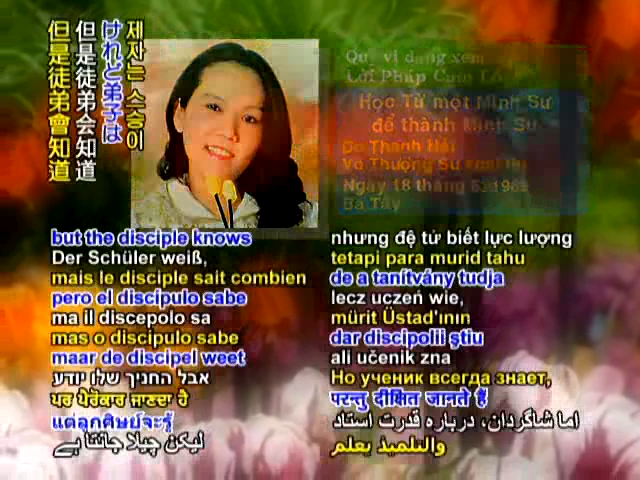 但是徒弟會知道
但是徒弟会知道
けれど弟子は
제자는 스승이
Quý vị đang xem
Lời Pháp Cam Lồ
Học Từ một Minh Sư
để thành Minh Sư
Do Thanh Hải
Vô Thượng Sư
Ngày 18 tháng
but the disciple knows
Der Schüler weiß,
mais le disciple sait combien
pero el discípulo sabe
ma il discepolo sa
mas o discípulo sabe
maar de discipel weet
אבל החניך שלו יודע
ਪਰ ਪੈਰੋਕਾਰ ਜਾਣਦਾ ਹੈ
แต่ลูกศิษย์จะรู้
لیکن چیلا جانتا ہے
nhưng đệ tử biết lực lượng
tetapi para murid tahu
de a tanítvány tudja
lecz uczeń wie,
mürit Üstad'ının
dar discipolii ştiu
ali učenik zna
Но ученик всегда знает,
परन्तु दीक्षित जानते हैं
اما شاگردان، درباره قدرت استاد
والتلميذ يعلم